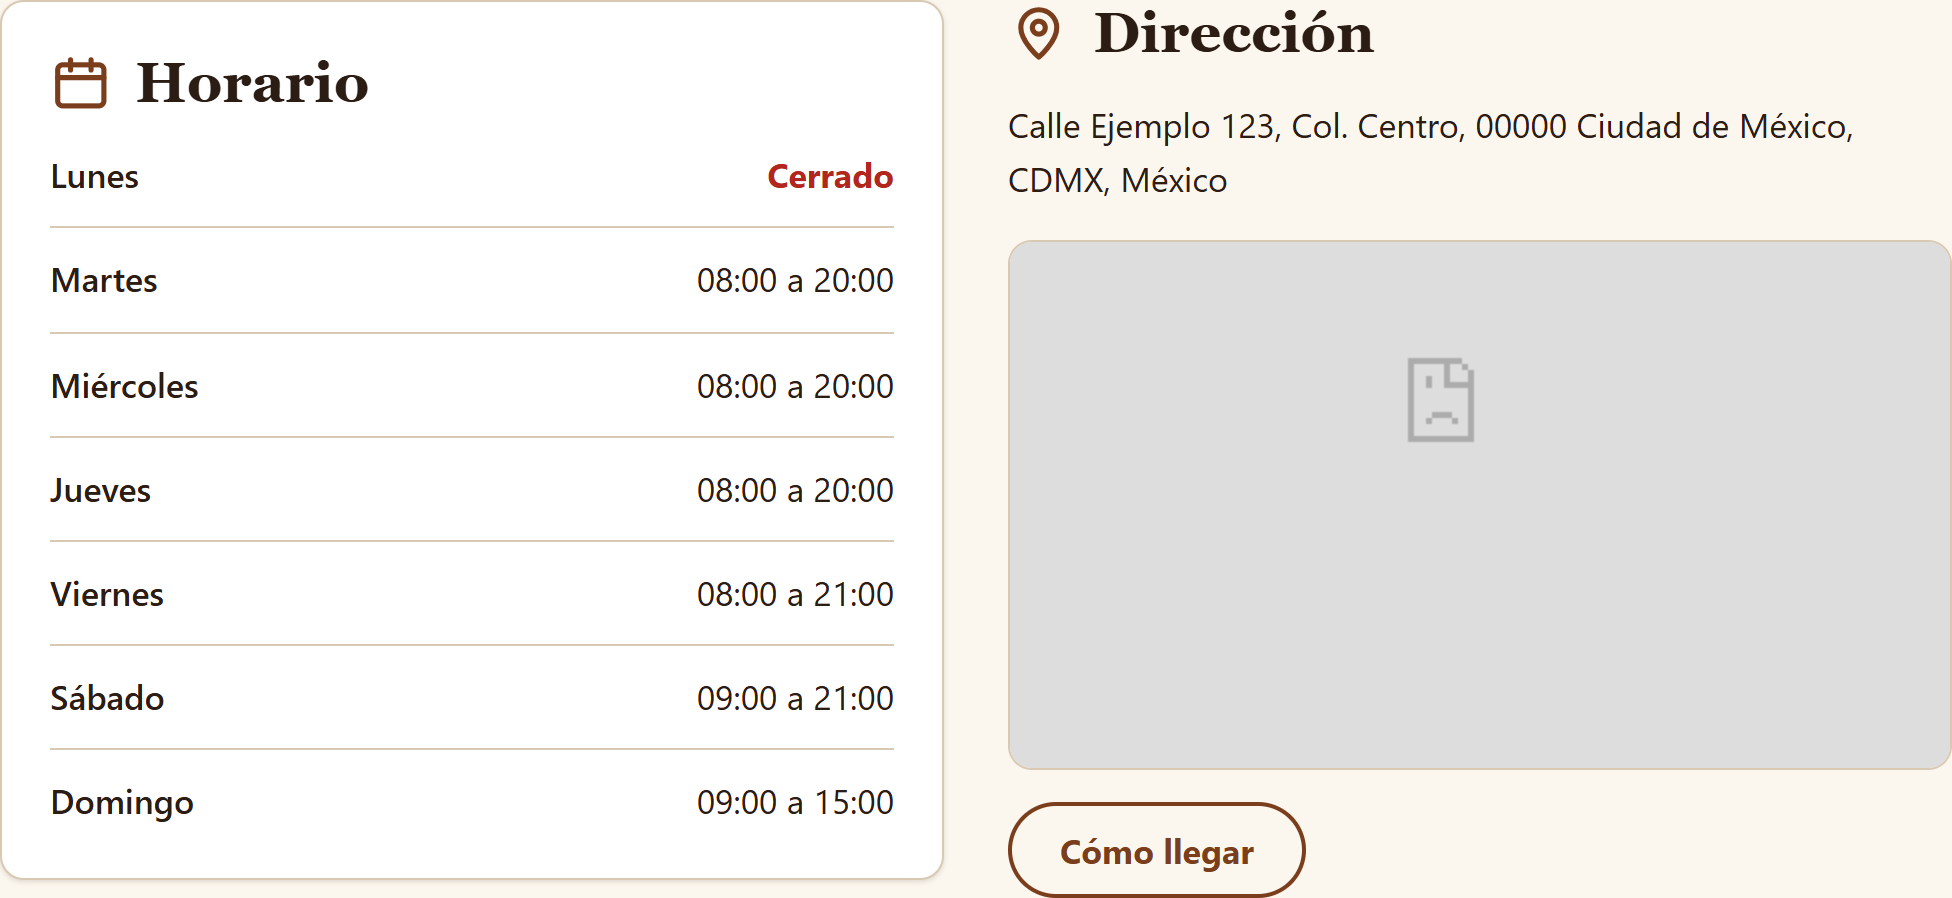 Horario
Lunes Cerrado
Martes 08:00 a 20:00
Miércoles 08:00 a 20:00
Jueves 08:00 a 20:00
Viernes 08:00 a 21:00
Sábado 09:00 a 21:00
Domingo 09:00 a 15:00
Dirección
Calle Ejemplo 123, Col. Centro, 00000 Ciudad de México,
CDMX, México
Cómo llegar